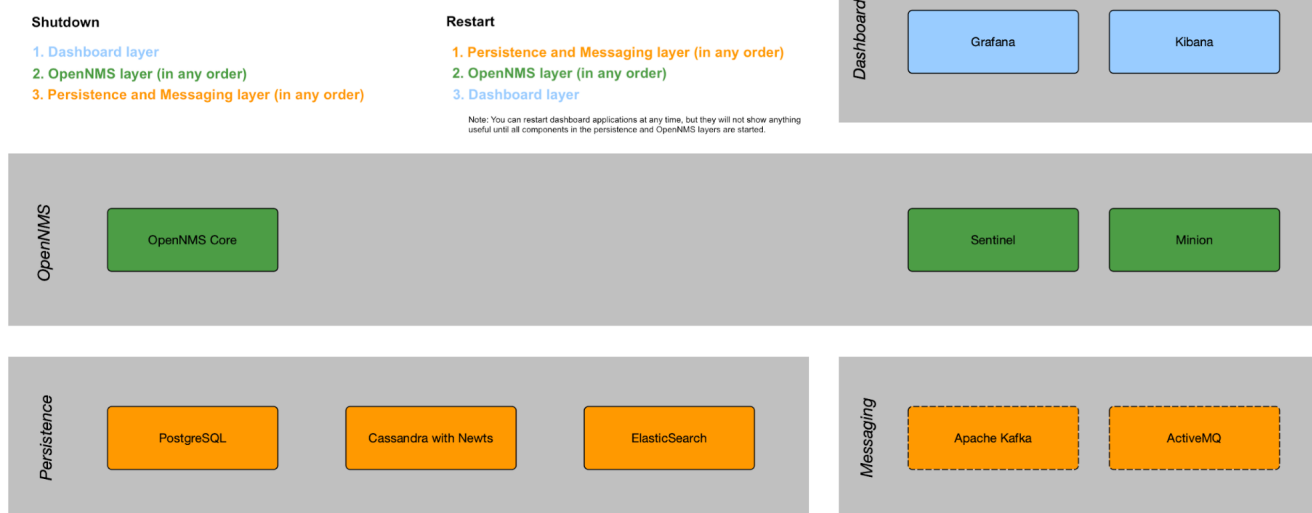 Shutdown
1. Dashboard layer
2. OpenNMS layer (in any order)
3. Persistence and Messaging layer (in any order)
Restart
1. Persistence and Messaging layer (in any order)
2. OpenNMS layer (in any order)
3. Dashboard layer
Note: You can restart dashboard applications at any time, but they will not show anything
useful until all components in the persistence and OpenNMS layers are started.
Dashboard
Grafana
Kibana
OpenNMS
OpenNMS Core
Sentinel
Minion
Persistence
PostgreSQL
Cassandra with Newts
ElasticSearch
Messaging
Apache Kafka
ActiveMQ